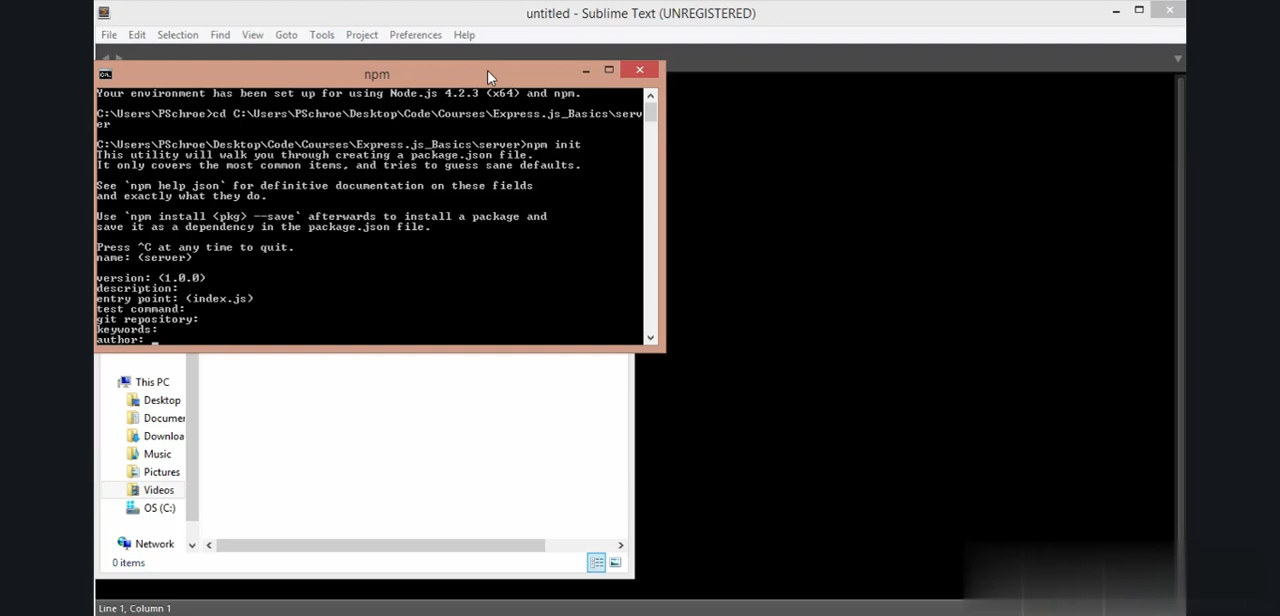 untitled - Sublime Text (UNREGISTERED)
File Edit Selection Find View Goto Tools Project Preferences Help
npm
Your environment has been set up for using Node.js 4.2.3 (x64) and npm.
C:\Users\PSchroe>cd C:\Users\PSchroe\Desktop\Code\Courses\Express.js_Basics\serv
er
C:\Users\PSchroe\Desktop\Code\Courses\Express.js_Basics\server>npm init
This utility will walk you through creating a package.json file.
It only covers the most common items, and tries to guess sane defaults.
See `npm help json` for definitive documentation on these fields
and exactly what they do.
Use `npm install <pkg> --save` afterwards to install a package and
save it as a dependency in the package.json file.
Press ^C at any time to quit.
name: (server)
version: (1.0.0)
description:
entry point: (index.js)
test command:
git repository:
keywords:
author: _
This PC
Desktop
Documer
Downloa
Music
Pictures
Videos
OS (C:)
Network
0 items
Line 1, Column 1